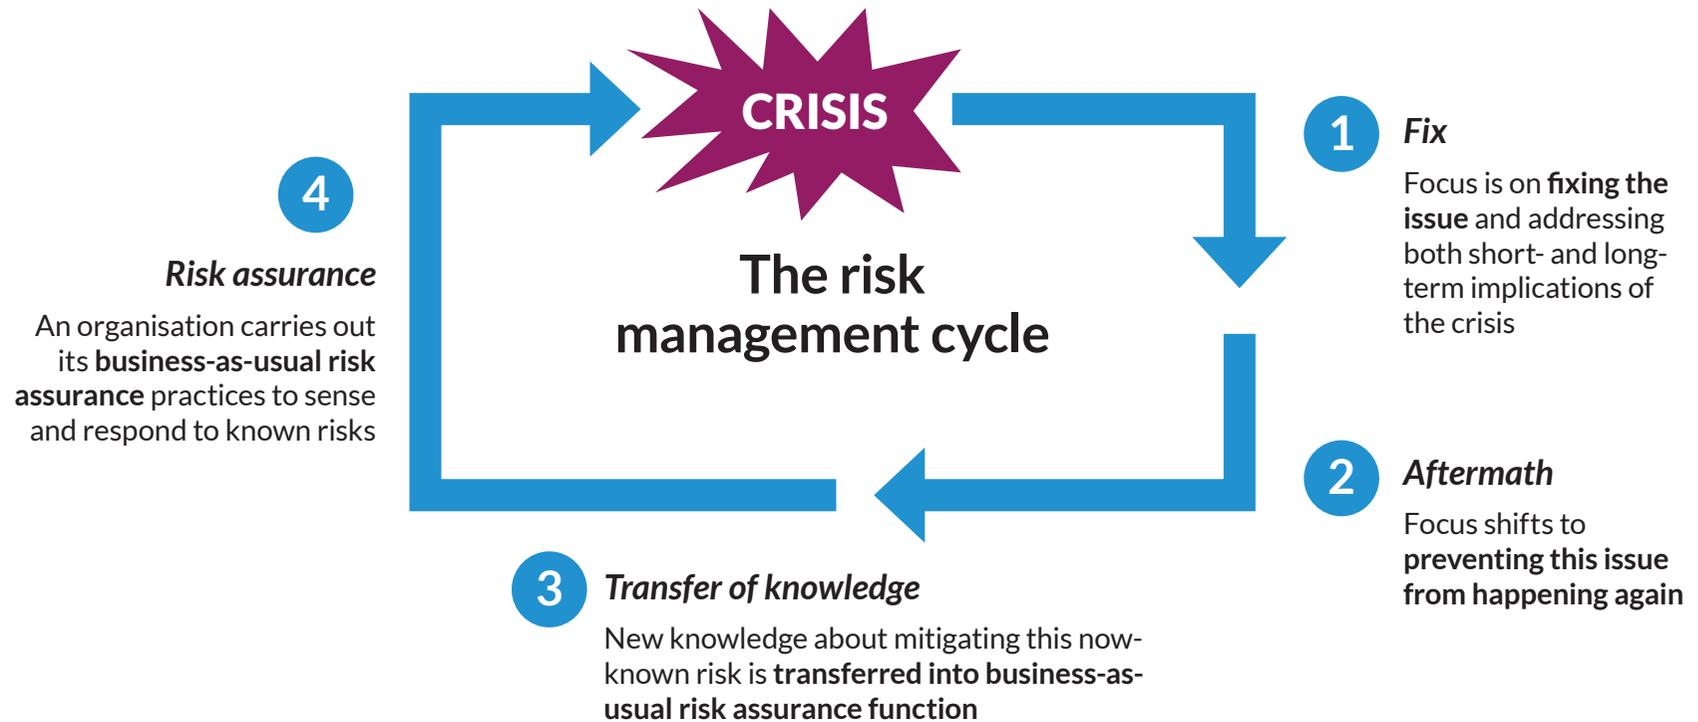 CRISIS
The risk
management cycle
1
Fix
Focus is on fixing the
issue and addressing
both short- and long-
term implications of
the crisis
2
Aftermath
Focus shifts to
preventing this issue
from happening again
3
Transfer of knowledge
New knowledge about mitigating this now-
known risk is transferred into business-as-
usual risk assurance function
4
Risk assurance
An organisation carries out
its business-as-usual risk
assurance practices to sense
and respond to known risks